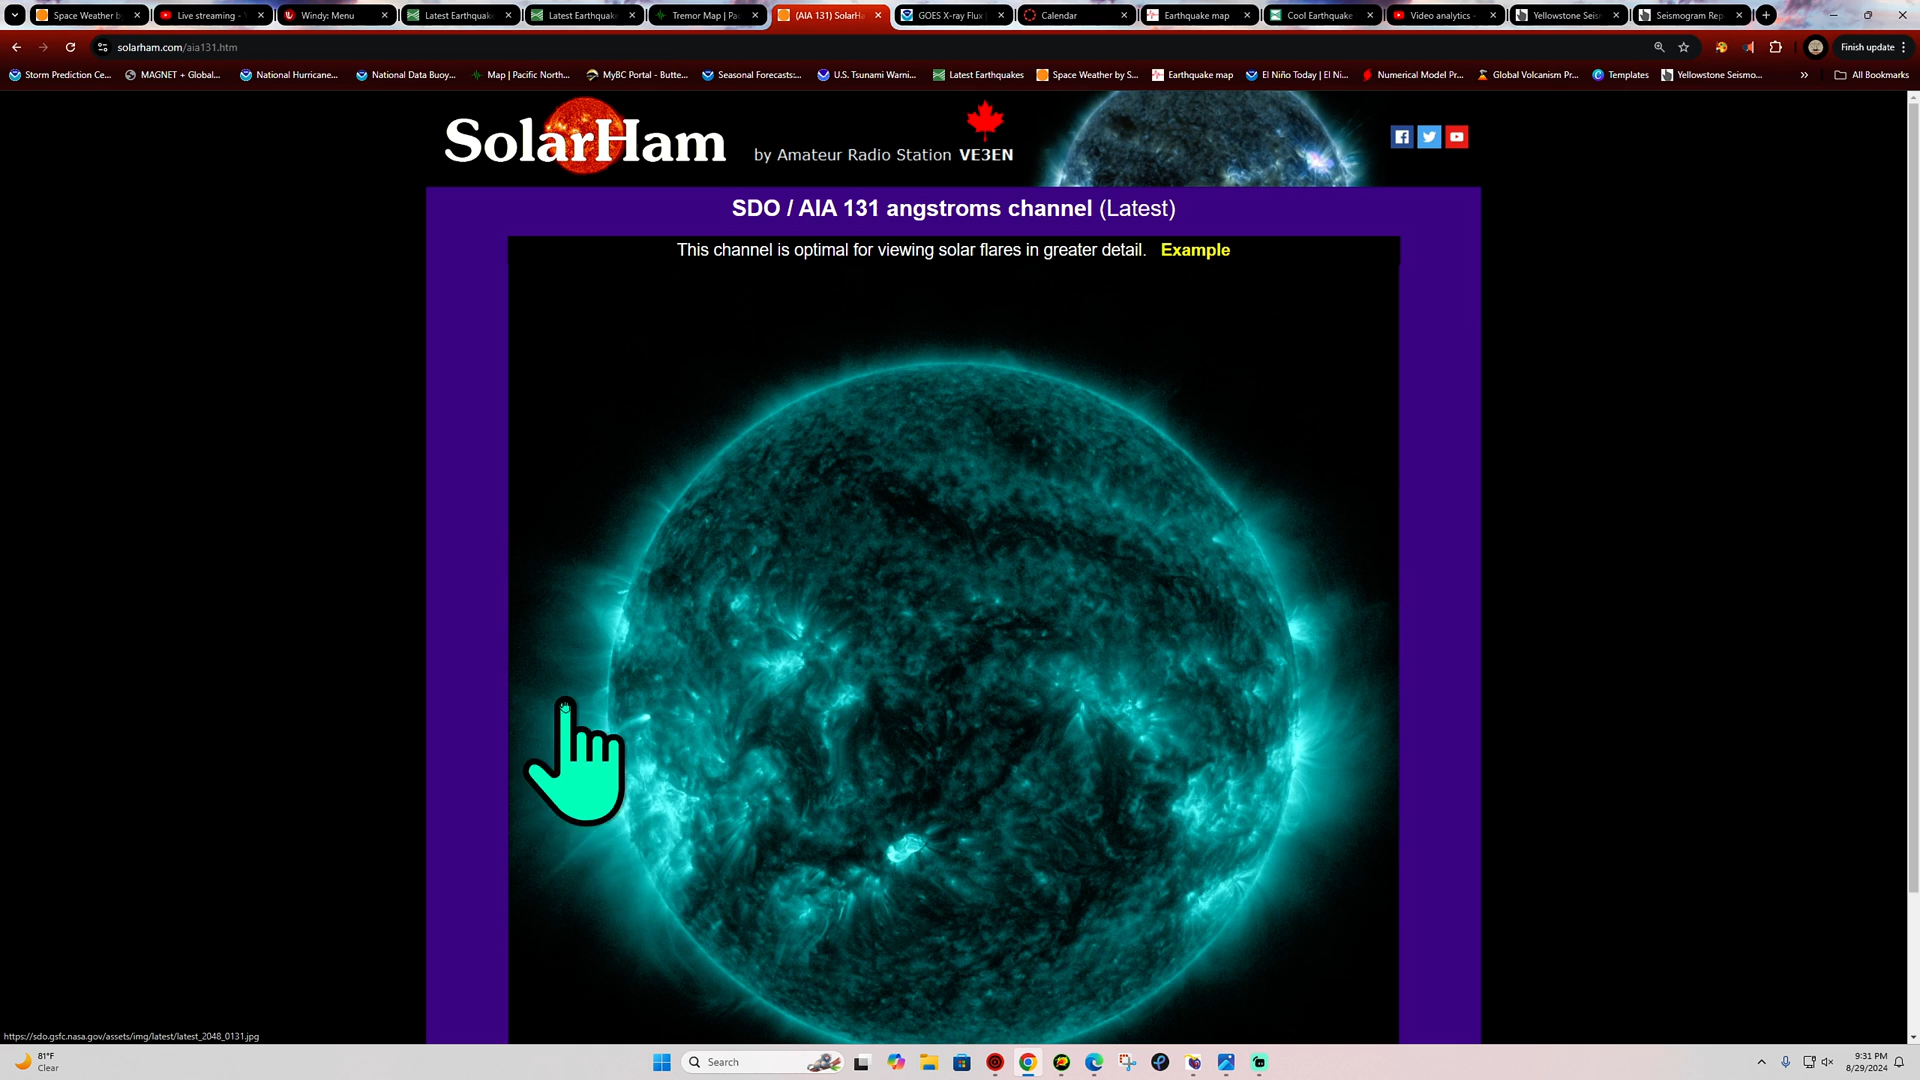 Space Weather b
Live streaming -
Windy: Menu
Latest Earthquake
Latest Earthquake
Tremor Map | Pac
(AIA 131) SolarHa
GOES X-ray Flux
Calendar
Earthquake map
Cool Earthquake
Video analytics -
Yellowstone Seis
Seismogram Rep
solarham.com/aia131.htm
Finish update
Storm Prediction Ce...
MAGNET + Global...
National Hurricane...
National Data Buoy...
Map | Pacific North...
MyBC Portal - Butte...
Seasonal Forecasts:...
U.S. Tsunami Warni...
Latest Earthquakes
Space Weather by S...
Earthquake map
El Niño Today | El Ni...
Numerical Model Pr...
Global Volcanism Pr...
Templates
Yellowstone Seismo...
All Bookmarks
SolarHam
by Amateur Radio Station VE3EN
SDO / AIA 131 angstroms channel (Latest)
This channel is optimal for viewing solar flares in greater detail. Example
https://sdo.gsfc.nasa.gov/assets/img/latest/latest_2048_0131.jpg
81°F
Clear
Search
9:31 PM
8/29/2024